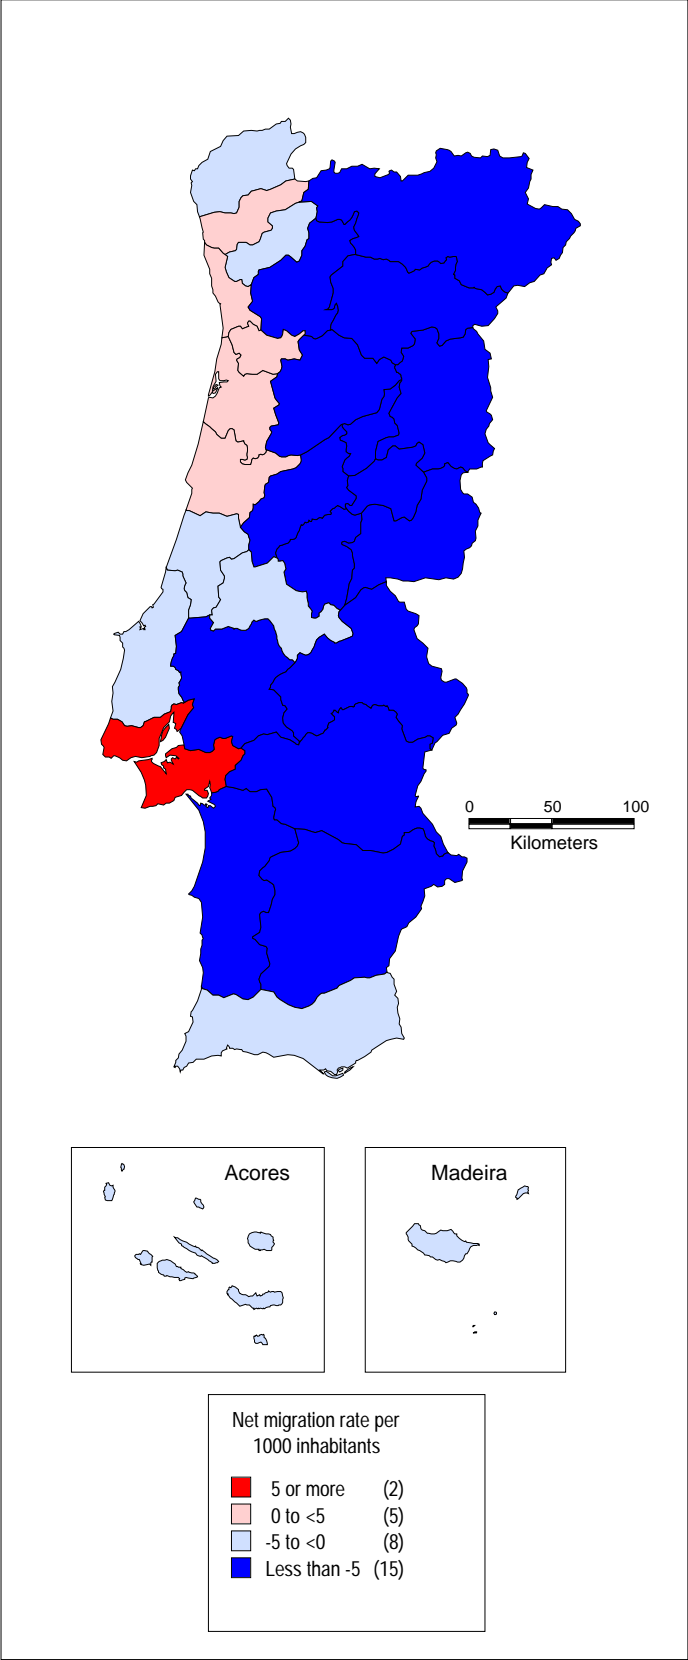 0 50 100
Kilometers
Acores
Madeira
Net migration rate per
1000 inhabitants
5 or more (2)
0 to <5 (5)
-5 to <0 (8)
Less than -5 (15)